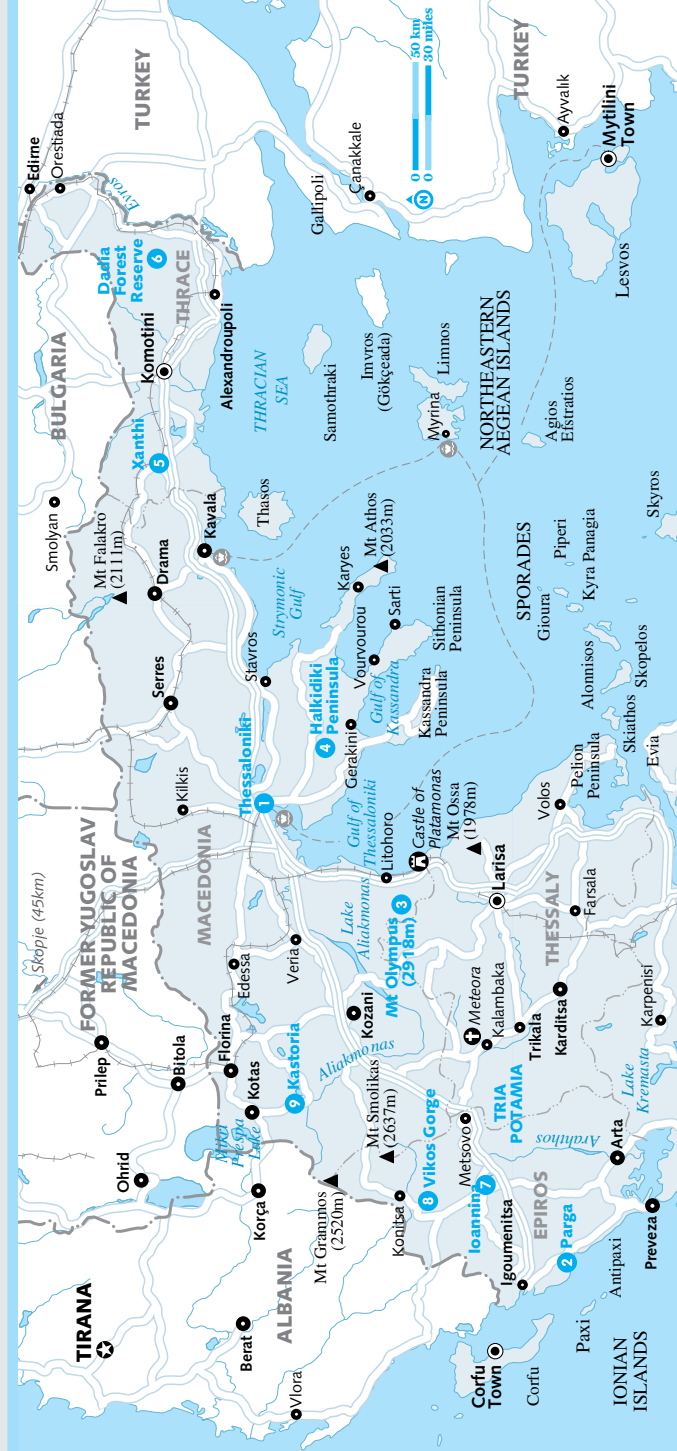 TIRANA
Ohrid
Prilep
Skopje (45km)
FORMER YUGOSLAV
REPUBLIC OF
MACEDONIA
Bitola
BULGARIA
Smolyan
Mt Falakro
(2111m)
Edirne
Orestiada
Evros
TURKEY
Berat
ALBANIA
Vlora
Korça
Mikri
Prespa
Lake
Florina
Kotas
9 Kastoria
Edessa
Veria
MACEDONIA
Kilkis
Serres
Drama
Xanthi
5
Komotini
THRACE
Dadia
Forest
Reserve
6
Alexandroupoli
Kavala
Thessaloniki
1
Stavros
Strymonic
Gulf
Thasos
THRACIAN
SEA
Samothraki
Gallipoli
Çanakkale
Imvros
(Gökçeada)
0 50 km
0 30 miles
N
Mt Grammos
(2520m)
Mt Smolikas
(2637m)
Konitsa
8 Vikos Gorge
Aliakmonas
Kozani
Lake
Aliakmonas
Mt Olympus 3
(2918m)
Litohoro
Gulf of
Thessaloniki
Castle of
Platamonas
Mt Ossa
(1978m)
4 Halkidiki
Peninsula
Gerakini
Gulf of
Kassandra
Kassandra
Peninsula
Vourvourou
Sarti
Sithonian
Peninsula
Karyes
Mt Athos
(2033m)
Myrina
Limnos
NORTHEASTERN
AEGEAN ISLANDS
Agios
Efstratios
TURKEY
Ayvalık
Mytilini
Town
Lesvos
Corfu
Town
Corfu
Igoumenitsa
Ioannina
7
Metsovo
EPIROS
2 Parga
Paxi
Antipaxi
IONIAN
ISLANDS
Preveza
Arta
Arahthos
TRIA
POTAMIA
Meteora
Kalambaka
Trikala
Karditsa
Larisa
THESSALY
Farsala
Lake
Kremasta
Karpenisi
Volos
Pelion
Peninsula
Skiathos
Evia
Skopelos
Alonnisos
SPORADES
Gioura
Piperi
Kyra Panagia
Skyros